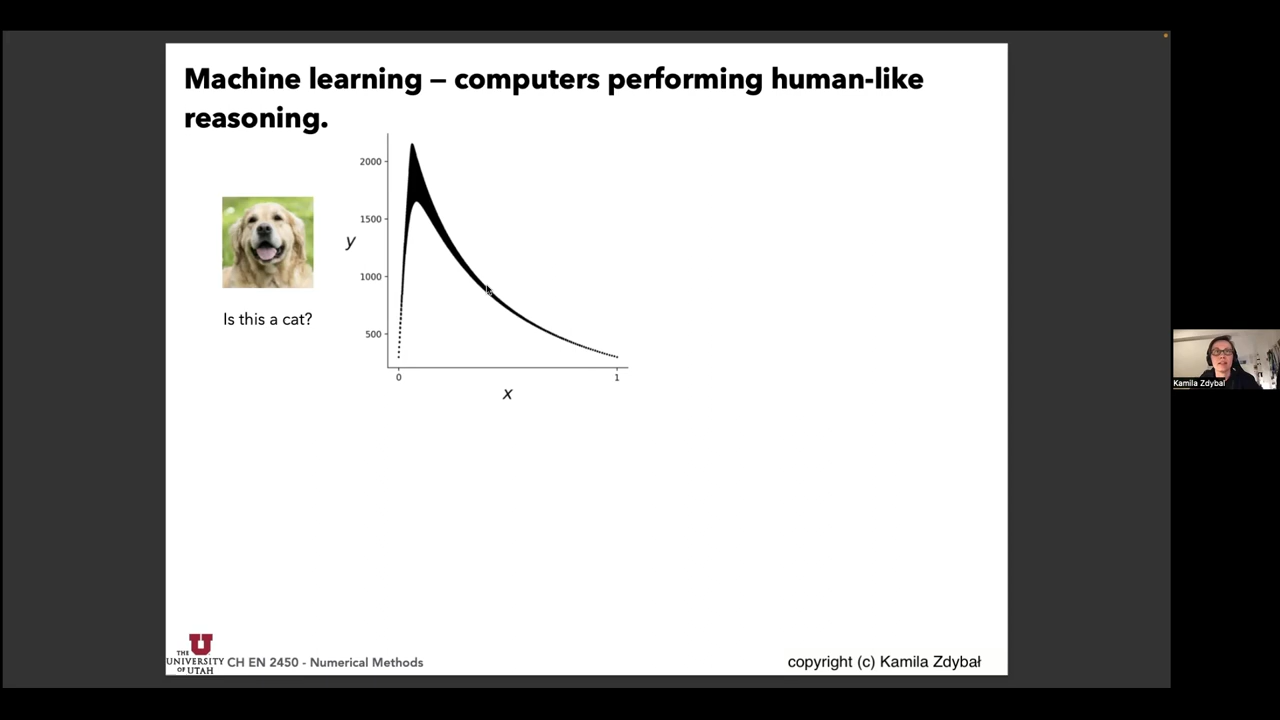 Machine learning – computers performing human-like
reasoning.
2000
1500
y
1000
500
0
1
x
Is this a cat?
Kamila Zdybał
U
THE
UNIVERSITY
OF UTAH
CH EN 2450 - Numerical Methods
copyright (c) Kamila Zdybał